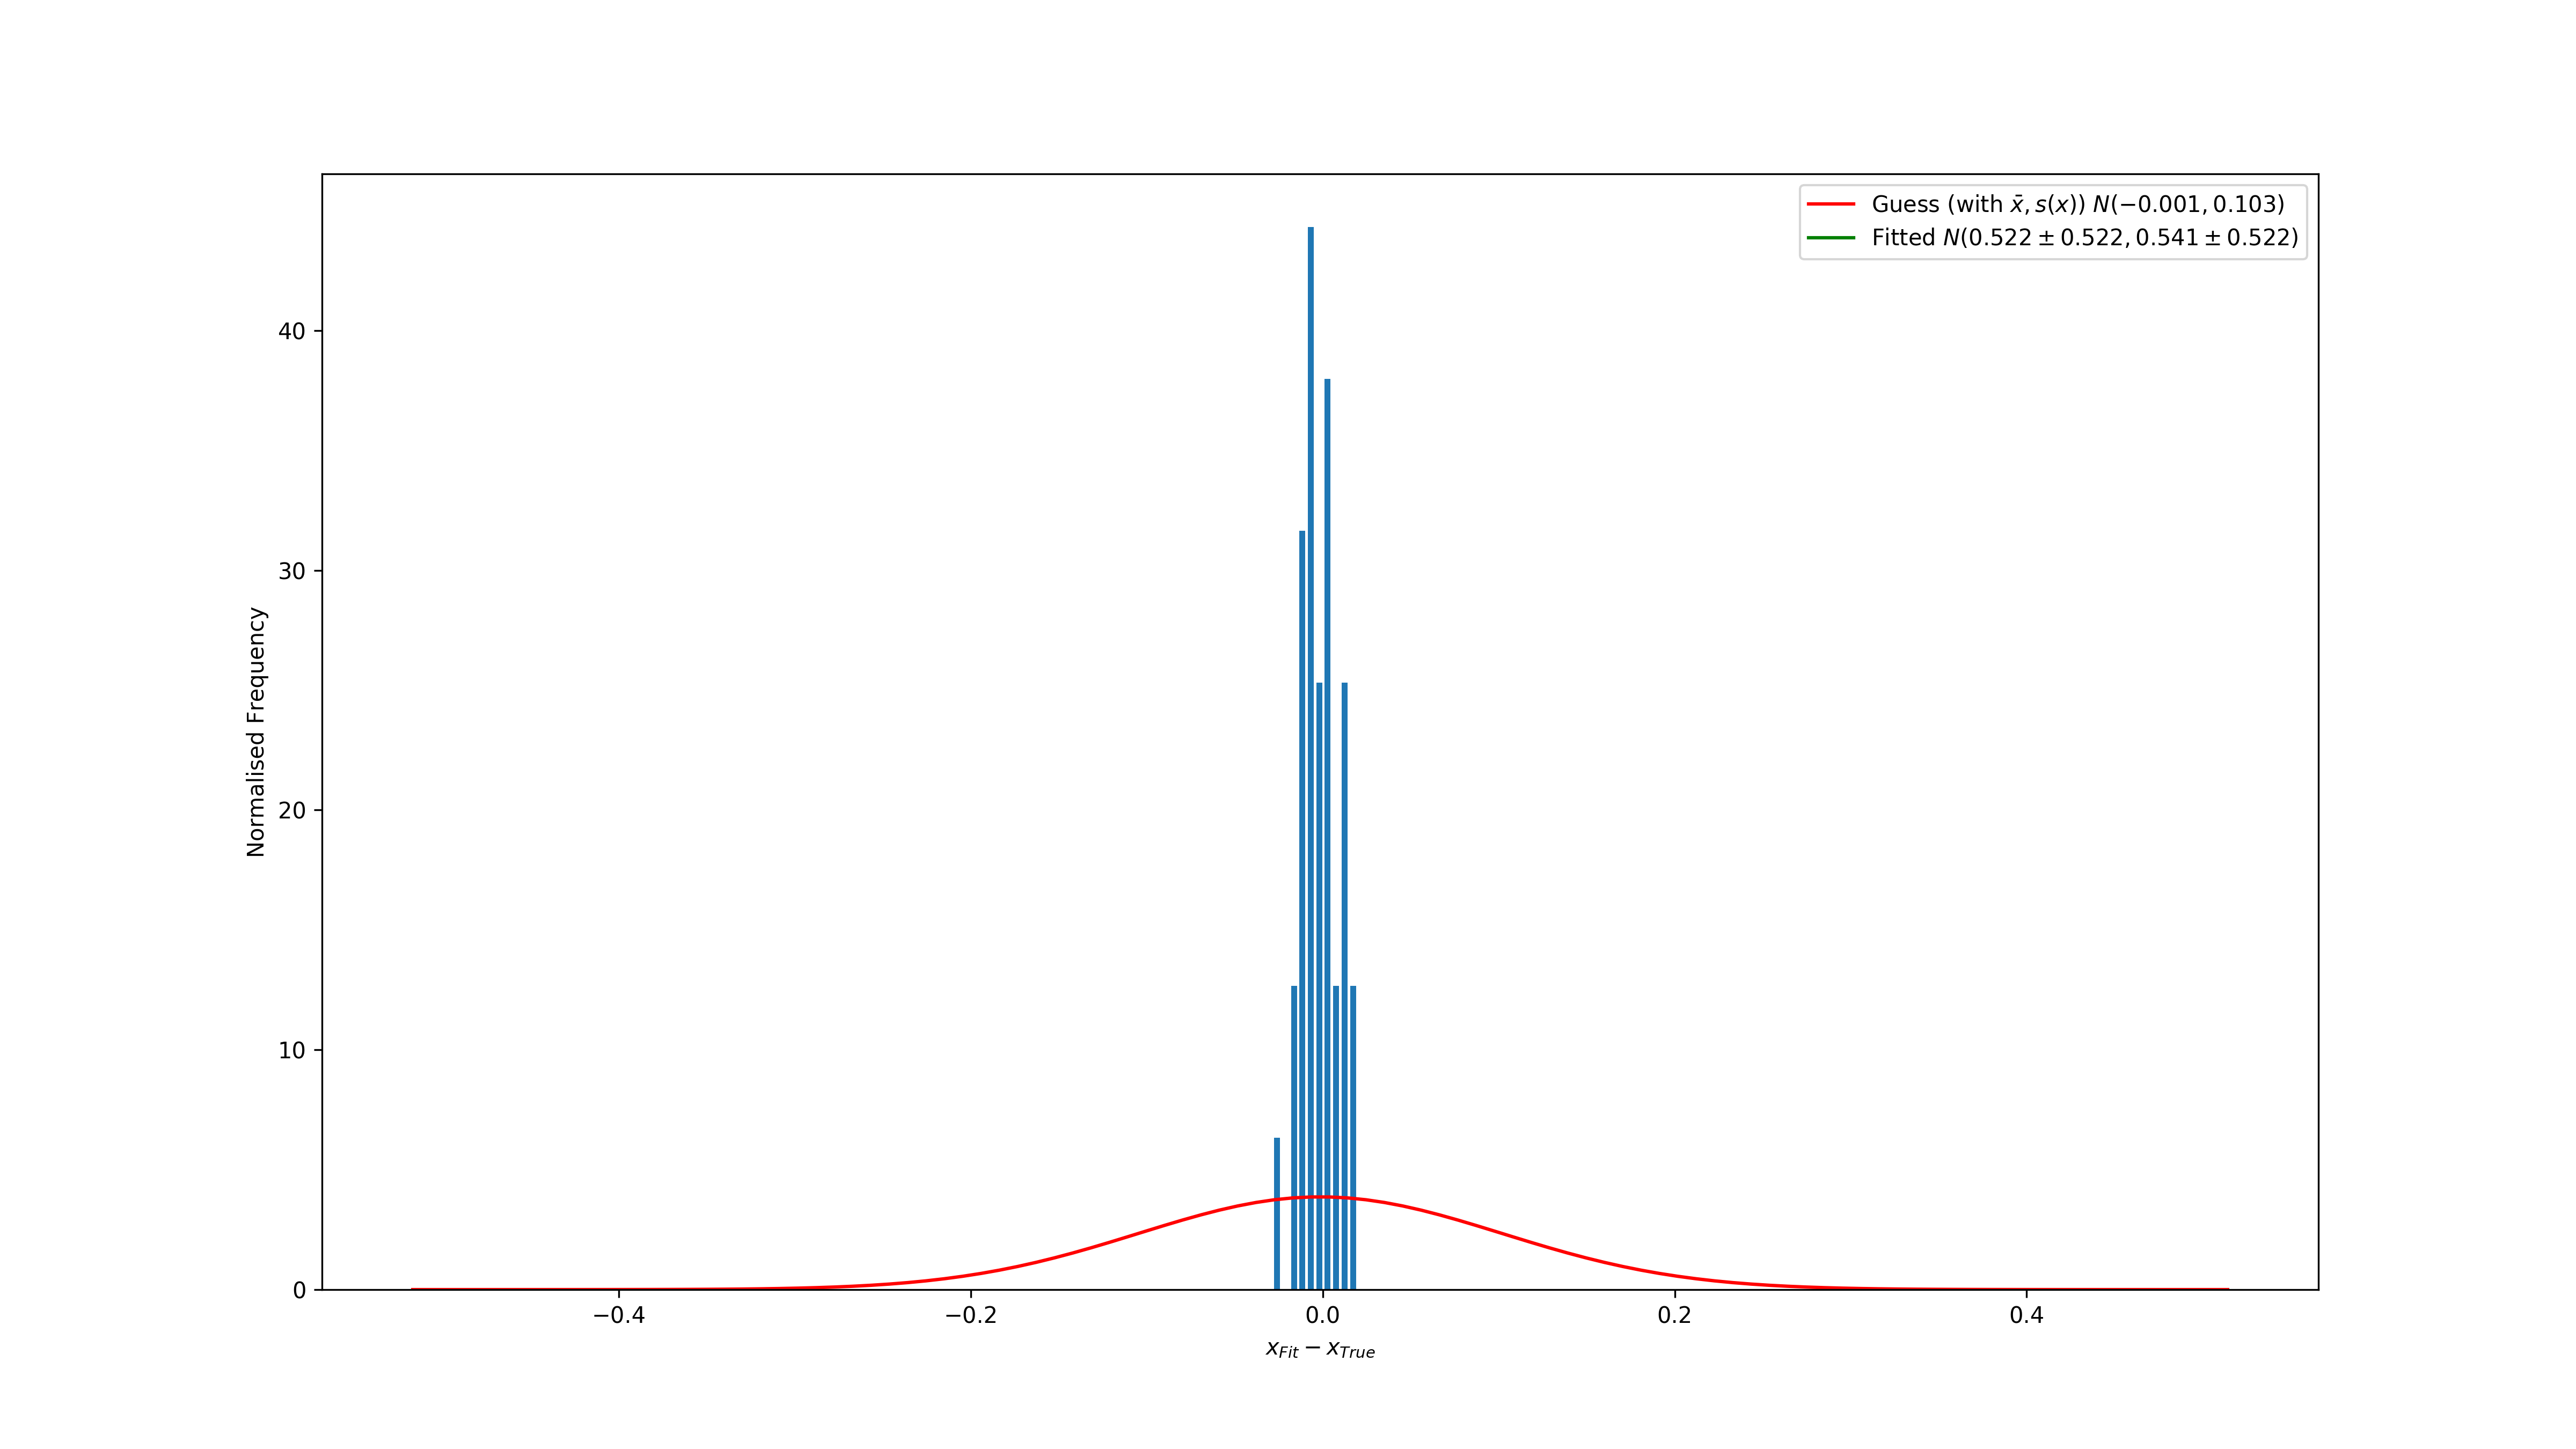 Guess (with x̄, s(x)) N(−0.001, 0.103)
Fitted N(0.522 ± 0.522, 0.541 ± 0.522)
Normalised Frequency
40
30
20
10
0
−0.4 −0.2 0.0 0.2 0.4
x_Fit − x_True